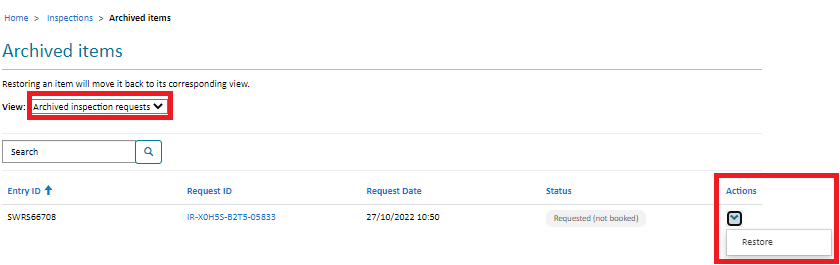 Home > Inspections > Archived items
Archived items
Restoring an item will move it back to its corresponding view.
View: Archived inspection requests
Search
Entry ID Request ID Request Date Status Actions
SWRS66708 IR-X0H5S-B2T5-05833 27/10/2022 10:50 Requested (not booked)
Restore